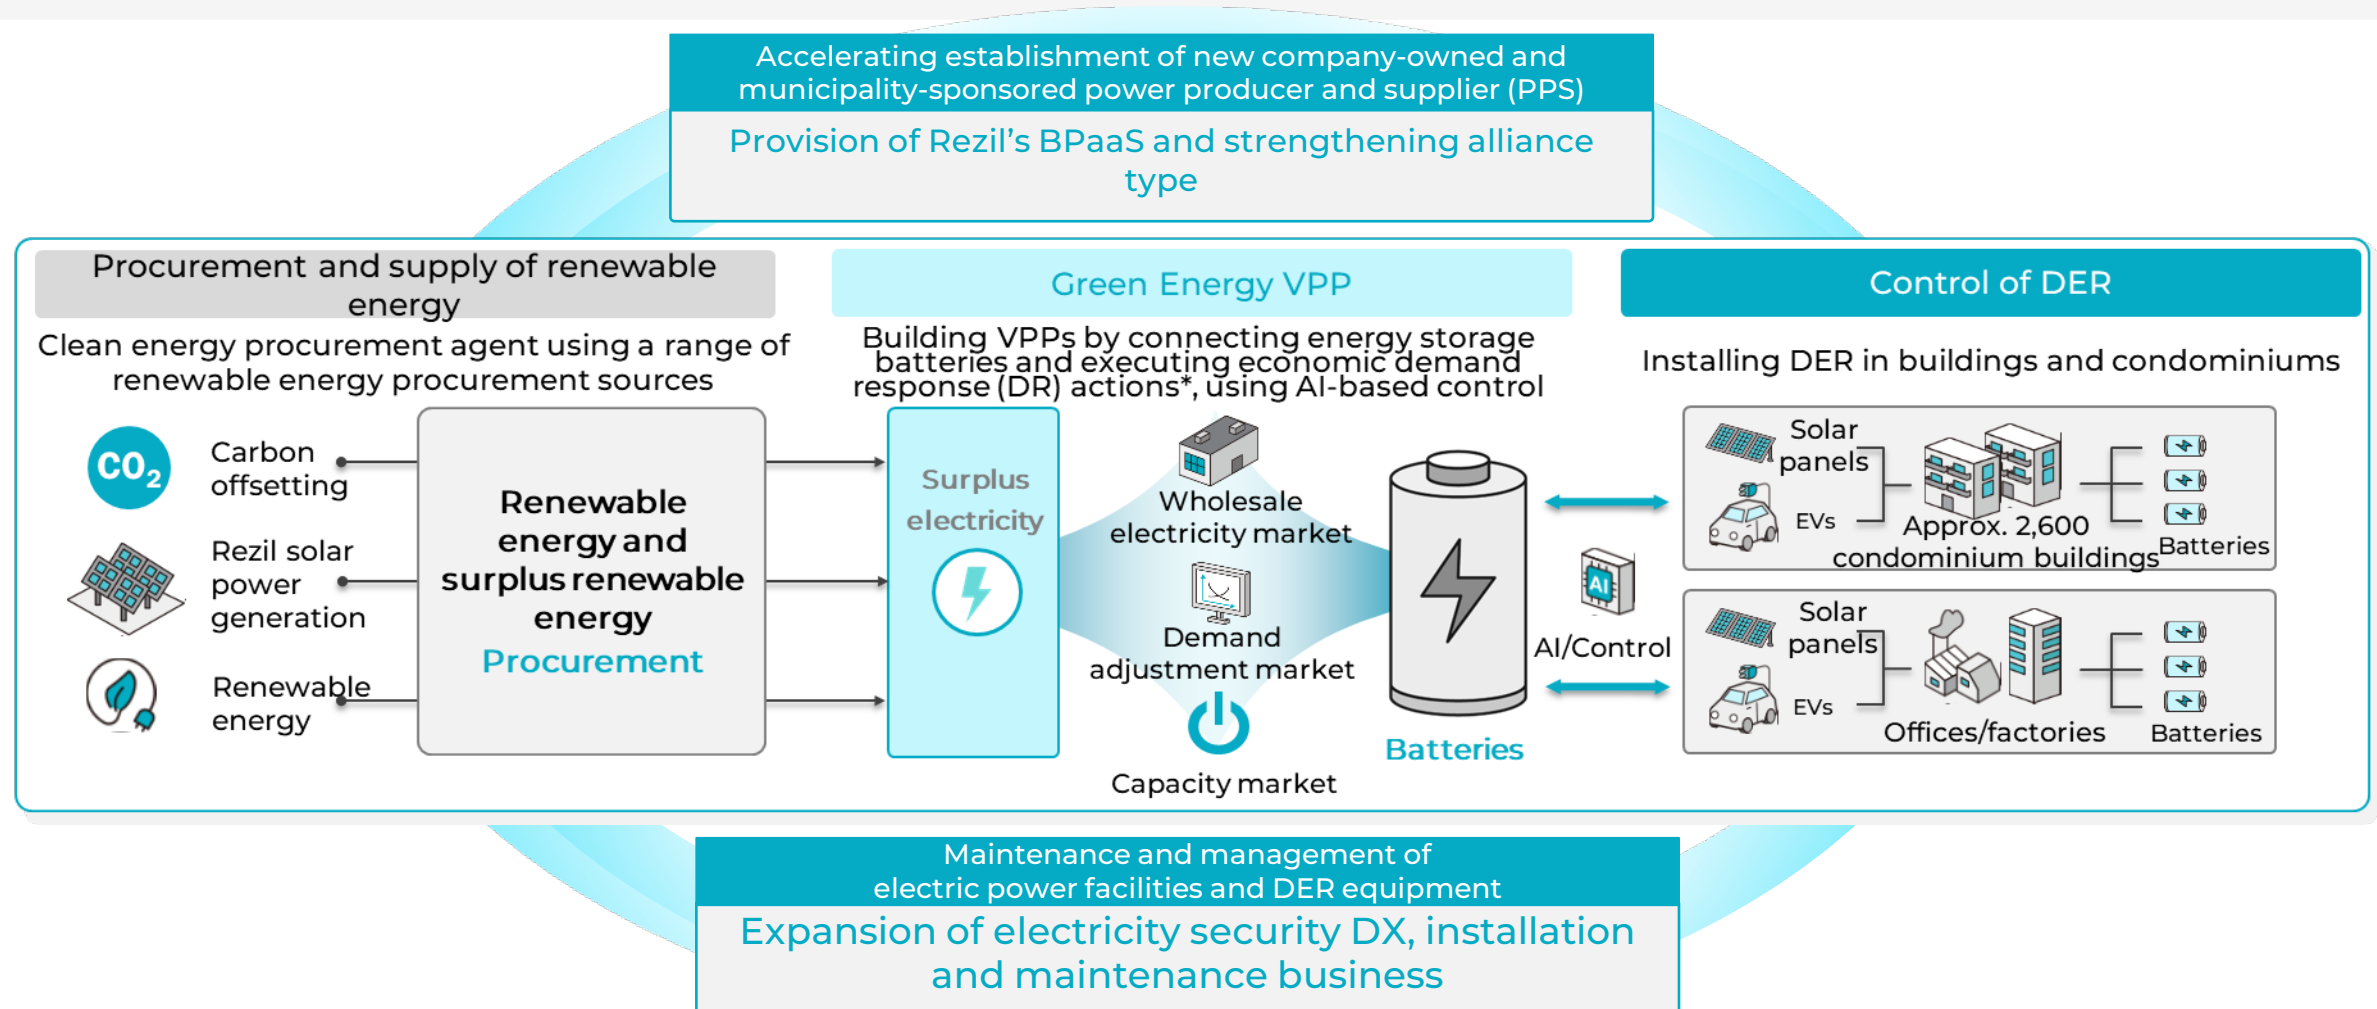 Accelerating establishment of new company-owned and
municipality-sponsored power producer and supplier (PPS)
Provision of Rezil's BPaaS and strengthening alliance
type
Procurement and supply of renewable
energy
Clean energy procurement agent using a range of
renewable energy procurement sources
CO2
Carbon
offsetting
Rezil solar
power
generation
Renewable
energy
Renewable
energy and
surplus renewable
energy
Procurement
Green Energy VPP
Building VPPs by connecting energy storage
batteries and executing economic demand
response (DR) actions*, using AI-based control
Surplus
electricity
Wholesale
electricity market
Demand
adjustment market
Capacity market
Batteries
AI
AI/Control
Control of DER
Installing DER in buildings and condominiums
Solar
panels
EVs
Approx. 2,600
condominium buildings
Batteries
Solar
panels
EVs
Offices/factories
Batteries
Maintenance and management of
electric power facilities and DER equipment
Expansion of electricity security DX, installation
and maintenance business